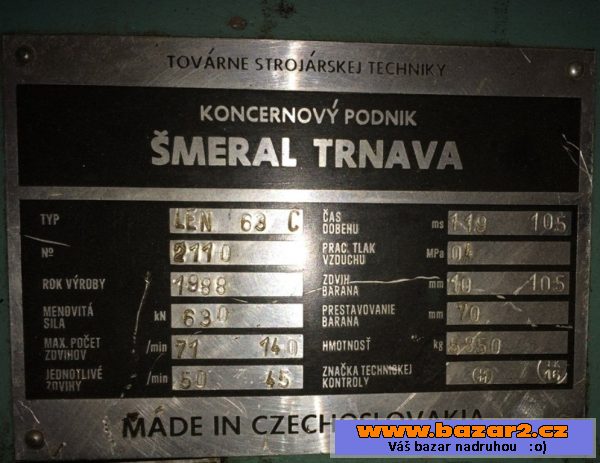 TOVÁRNE STROJÁRSKEJ TECHNIKY
KONCERNOVÝ PODNIK
ŠMERAL TRNAVA
TYP LEN 63 C
Nº 2110
ROK VÝROBY 1988
MENOVITÁ SILA kN 630
MAX. POČET ZDVIHOV /min 71 140
JEDNOTLIVÉ ZDVIHY /min 50 45
ČAS DOBEHU ms 119 105
PRAC. TLAK VZDUCHU MPa
ZDVIH BARANA mm 10 105
PRESTAVOVANIE BARANA mm 70
HMOTNOSŤ kg 5350
ZNAČKA TECHNICKEJ KONTROLY
MADE IN CZECHOSLOVAKIA
www.bazar2.cz
Váš bazar nadruhou :o)